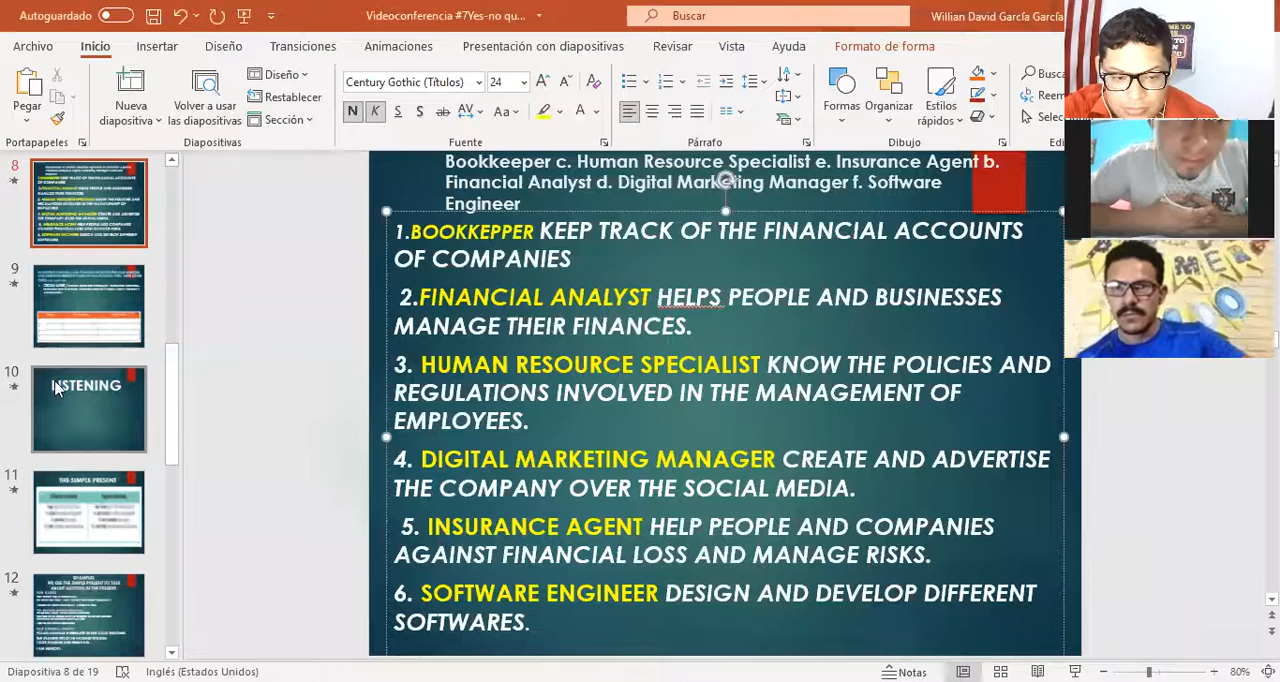 Autoguardado
Videoconferencia #7Yes-no qu...
Buscar
Willian David García García
Archivo
Inicio
Insertar
Diseño
Transiciones
Animaciones
Presentación con diapositivas
Revisar
Vista
Ayuda
Formato de forma
Pegar
Nueva
diapositiva
Volver a usar
las diapositivas
Diseño
Restablecer
Sección
Century Gothic (Títulos)
24
N K S S ab AV Aa A
Formas
Organizar
Estilos
rápidos
Portapapeles
Diapositivas
Fuente
Párrafo
Dibujo
8
9
10
LISTENING
11
THE SIMPLE PRESENT
12
Bookkeeper c. Human Resource Specialist e. Insurance Agent b.
Financial Analyst d. Digital Marketing Manager f. Software
Engineer
1.BOOKKEPPER KEEP TRACK OF THE FINANCIAL ACCOUNTS
OF COMPANIES
2.FINANCIAL ANALYST HELPS PEOPLE AND BUSINESSES
MANAGE THEIR FINANCES.
3. HUMAN RESOURCE SPECIALIST KNOW THE POLICIES AND
REGULATIONS INVOLVED IN THE MANAGEMENT OF
EMPLOYEES.
4. DIGITAL MARKETING MANAGER CREATE AND ADVERTISE
THE COMPANY OVER THE SOCIAL MEDIA.
5. INSURANCE AGENT HELP PEOPLE AND COMPANIES
AGAINST FINANCIAL LOSS AND MANAGE RISKS.
6. SOFTWARE ENGINEER DESIGN AND DEVELOP DIFFERENT
SOFTWARES.
Diapositiva 8 de 19
Inglés (Estados Unidos)
Notas
80%